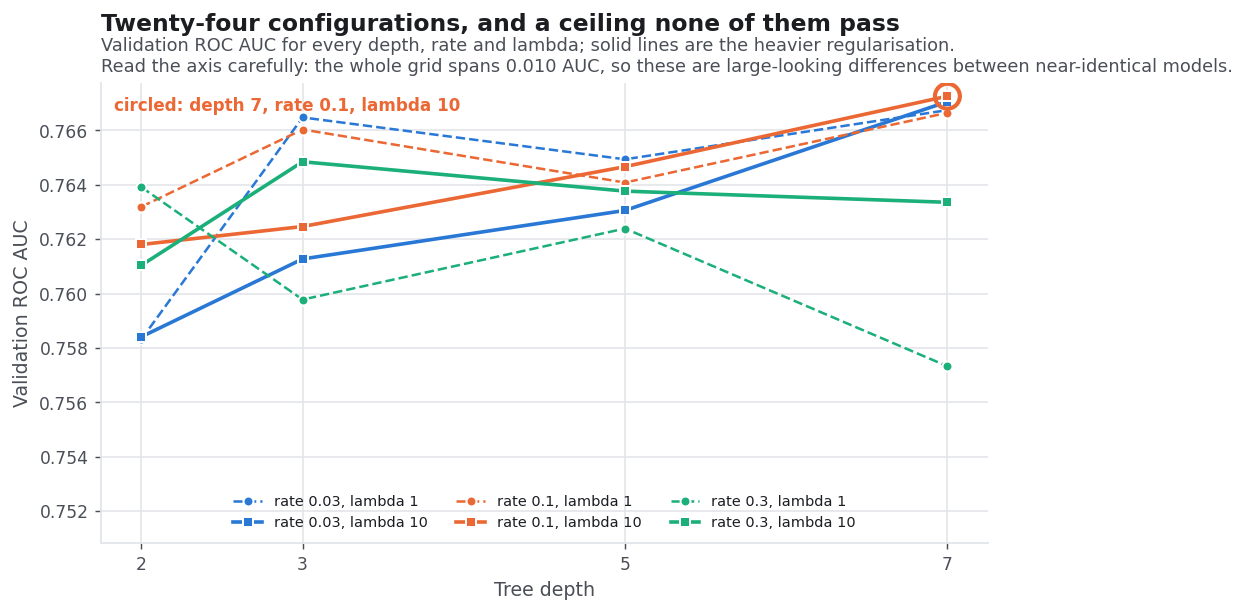 Twenty-four configurations, and a ceiling none of them pass
Validation ROC AUC for every depth, rate and lambda; solid lines are the heavier regularisation.
Read the axis carefully: the whole grid spans 0.010 AUC, so these are large-looking differences between near-identical models.
circled: depth 7, rate 0.1, lambda 10
Validation ROC AUC
0.766
0.764
0.762
0.760
0.758
0.756
0.754
0.752
rate 0.03, lambda 1 rate 0.1, lambda 1 rate 0.3, lambda 1
rate 0.03, lambda 10 rate 0.1, lambda 10 rate 0.3, lambda 10
2 3 5 7
Tree depth